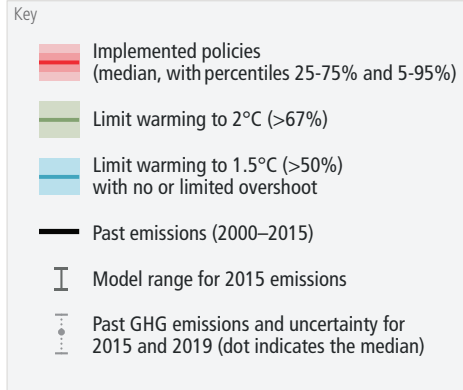 Key
Implemented policies
(median, with percentiles 25-75% and 5-95%)
Limit warming to 2°C (>67%)
Limit warming to 1.5°C (>50%)
with no or limited overshoot
Past emissions (2000–2015)
Model range for 2015 emissions
Past GHG emissions and uncertainty for
2015 and 2019 (dot indicates the median)